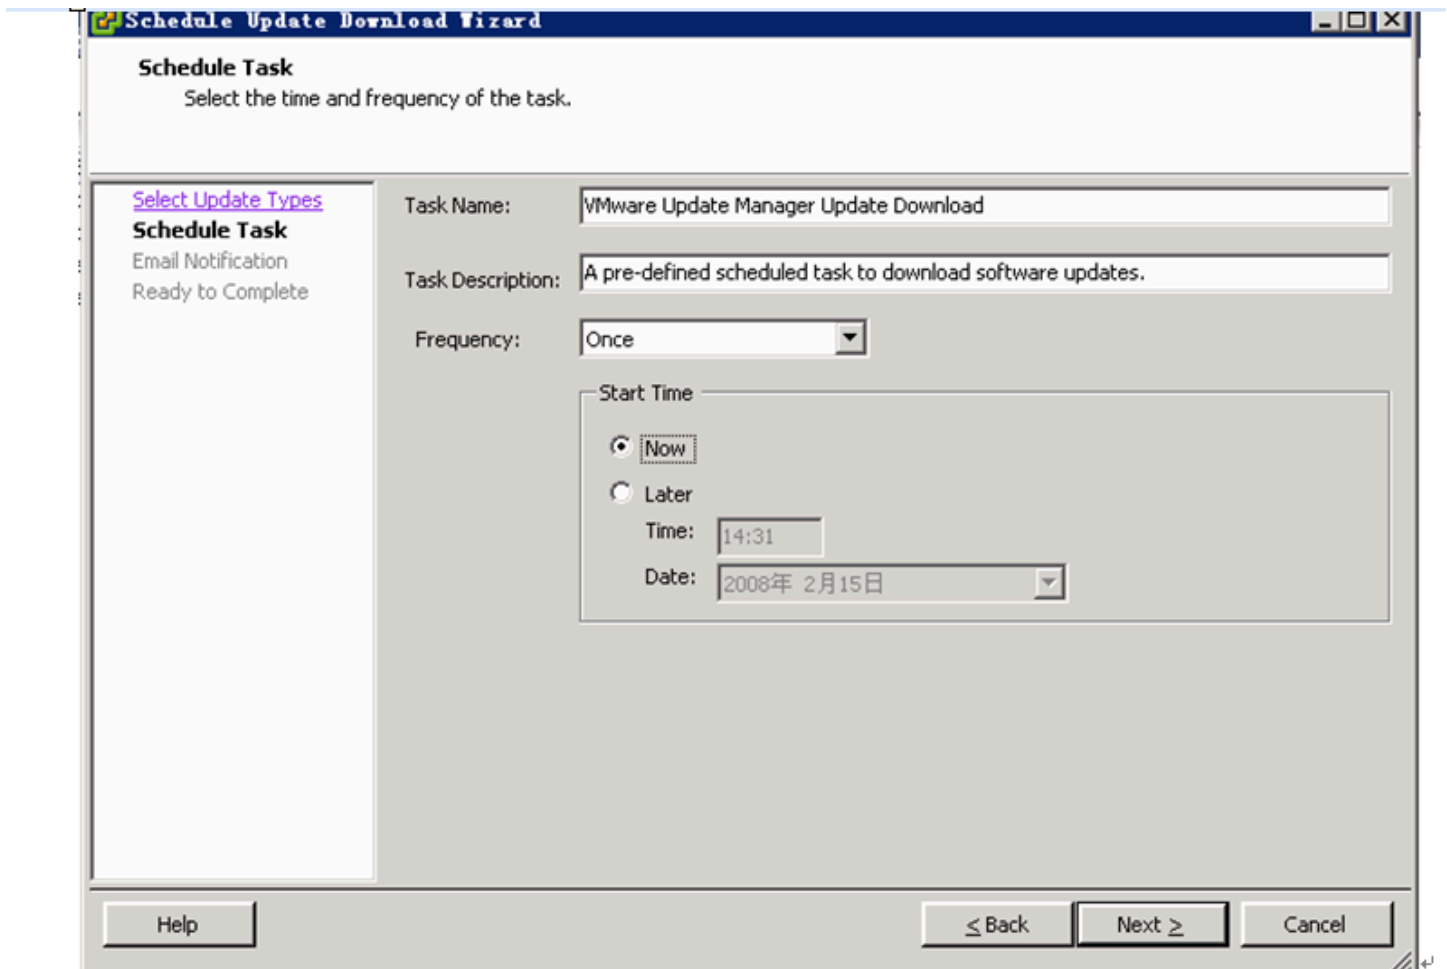 Schedule Update Download Wizard
Schedule Task
Select the time and frequency of the task.
Select Update Types
Schedule Task
Email Notification
Ready to Complete
Task Name: VMware Update Manager Update Download
Task Description: A pre-defined scheduled task to download software updates.
Frequency: Once
Start Time
Now
Later
Time: 14:31
Date: 2008年 2月15日
Help
< Back
Next >
Cancel